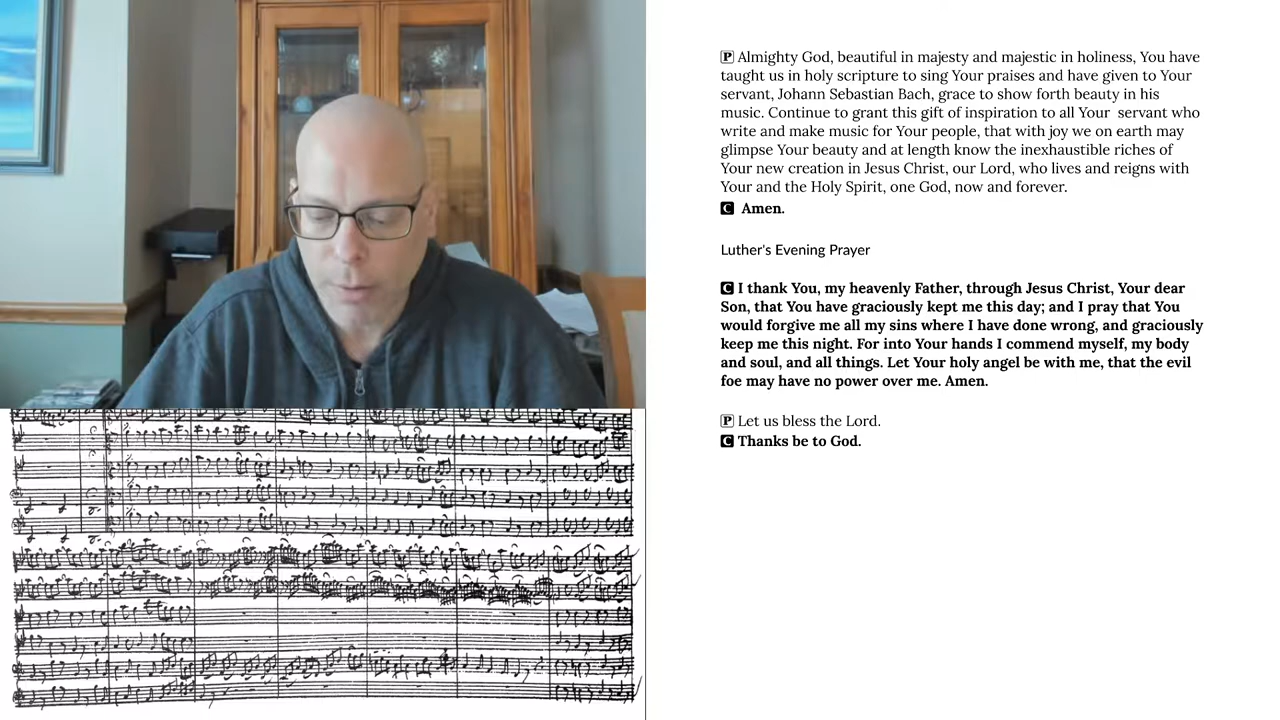 P Almighty God, beautiful in majesty and majestic in holiness, You have
taught us in holy scripture to sing Your praises and have given to Your
servant, Johann Sebastian Bach, grace to show forth beauty in his
music. Continue to grant this gift of inspiration to all Your  servant who
write and make music for Your people, that with joy we on earth may
glimpse Your beauty and at length know the inexhaustible riches of
Your new creation in Jesus Christ, our Lord, who lives and reigns with
Your and the Holy Spirit, one God, now and forever.
C Amen.
Luther's Evening Prayer
C I thank You, my heavenly Father, through Jesus Christ, Your dear
Son, that You have graciously kept me this day; and I pray that You
would forgive me all my sins where I have done wrong, and graciously
keep me this night. For into Your hands I commend myself, my body
and soul, and all things. Let Your holy angel be with me, that the evil
foe may have no power over me. Amen.
P Let us bless the Lord.
C Thanks be to God.